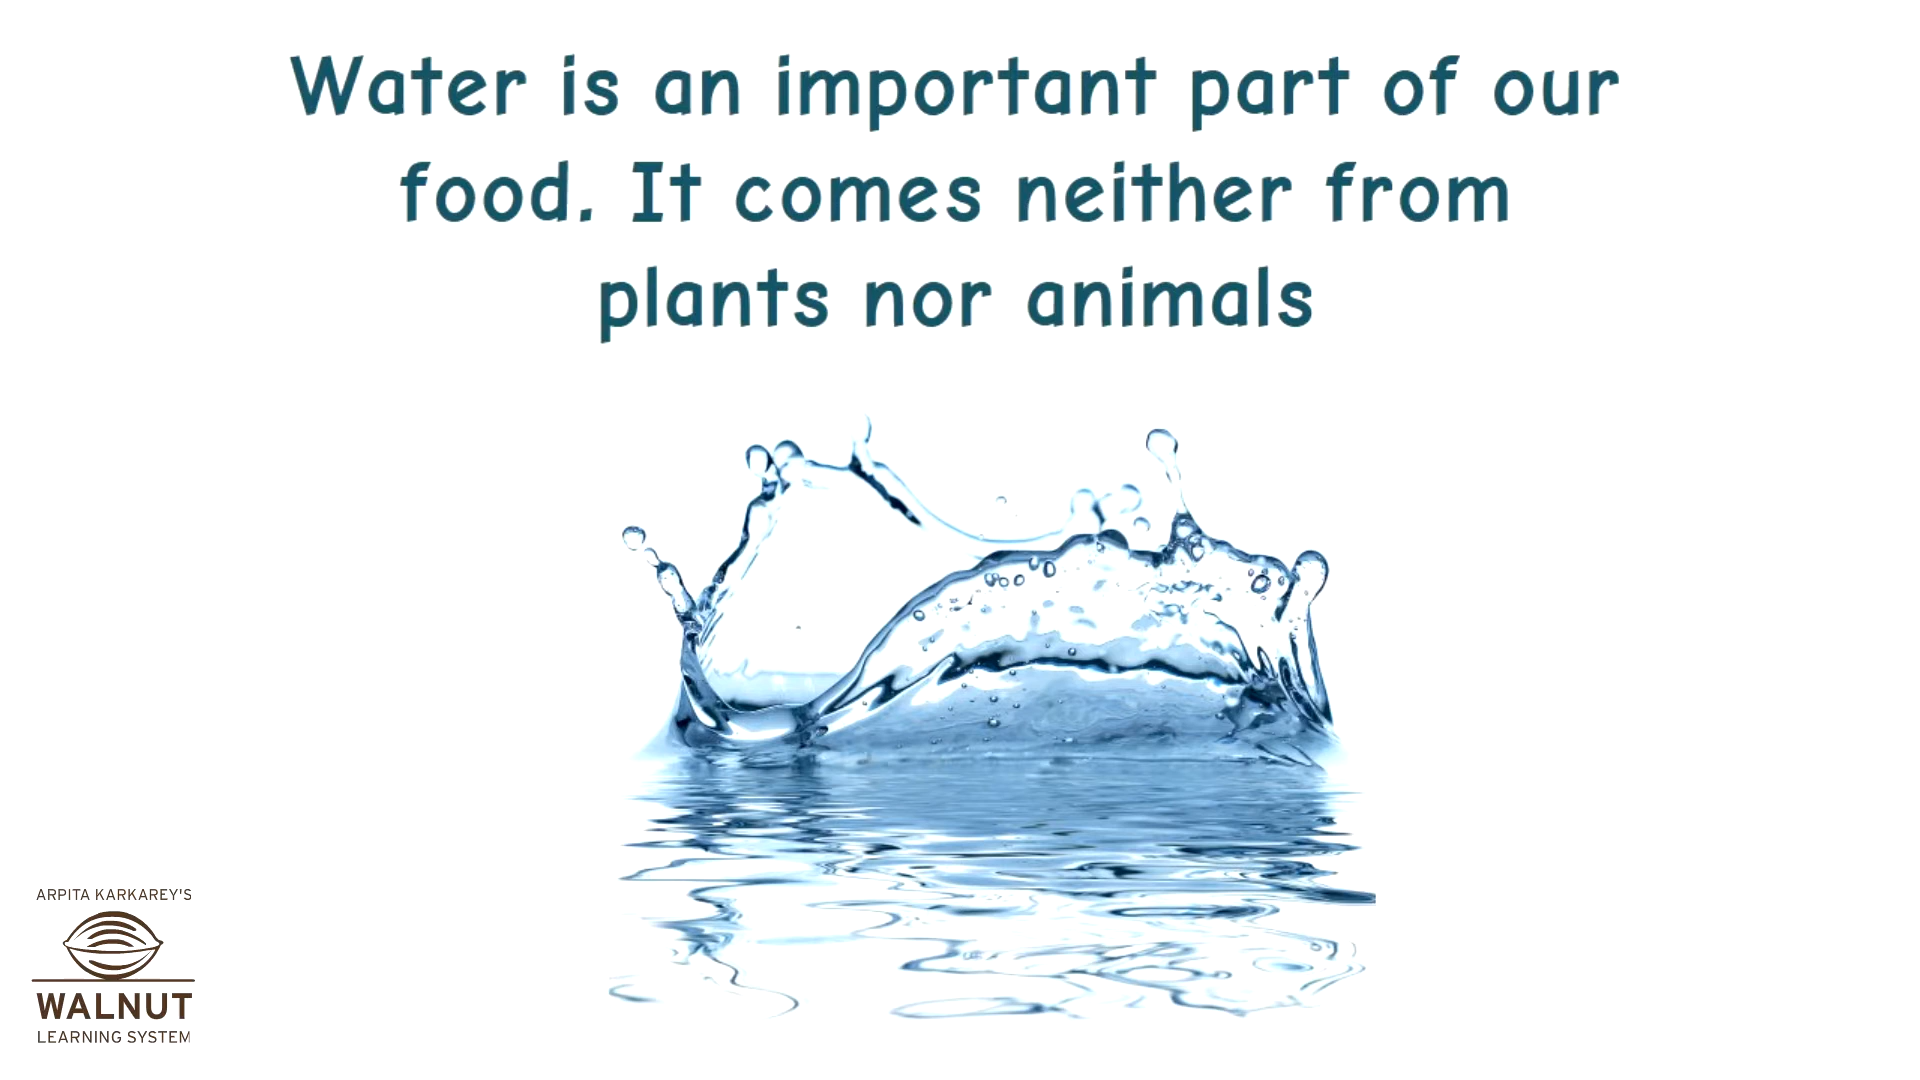 Water is an important part of our
food. It comes neither from
plants nor animals
ARPITA KARKAREY'S
WALNUT
LEARNING SYSTEM